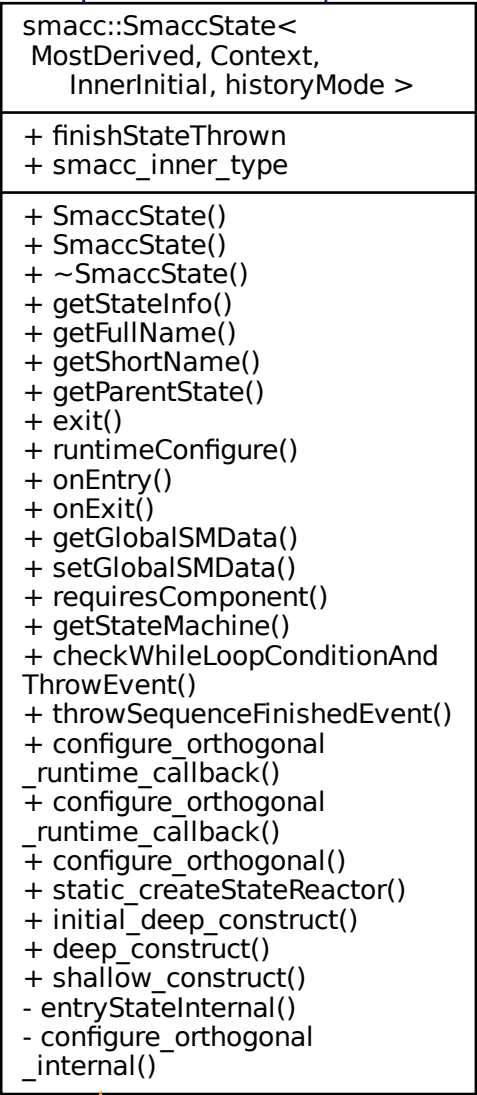 smacc::SmaccState<
MostDerived, Context,
InnerInitial, historyMode >
+ finishStateThrown
+ smacc_inner_type
+ SmaccState()
+ SmaccState()
+ ~SmaccState()
+ getStateInfo()
+ getFullName()
+ getShortName()
+ getParentState()
+ exit()
+ runtimeConfigure()
+ onEntry()
+ onExit()
+ getGlobalSMData()
+ setGlobalSMData()
+ requiresComponent()
+ getStateMachine()
+ checkWhileLoopConditionAnd
ThrowEvent()
+ throwSequenceFinishedEvent()
+ configure_orthogonal
_runtime_callback()
+ configure_orthogonal
_runtime_callback()
+ configure_orthogonal()
+ static_createStateReactor()
+ initial_deep_construct()
+ deep_construct()
+ shallow_construct()
- entryStateInternal()
- configure_orthogonal
_internal()